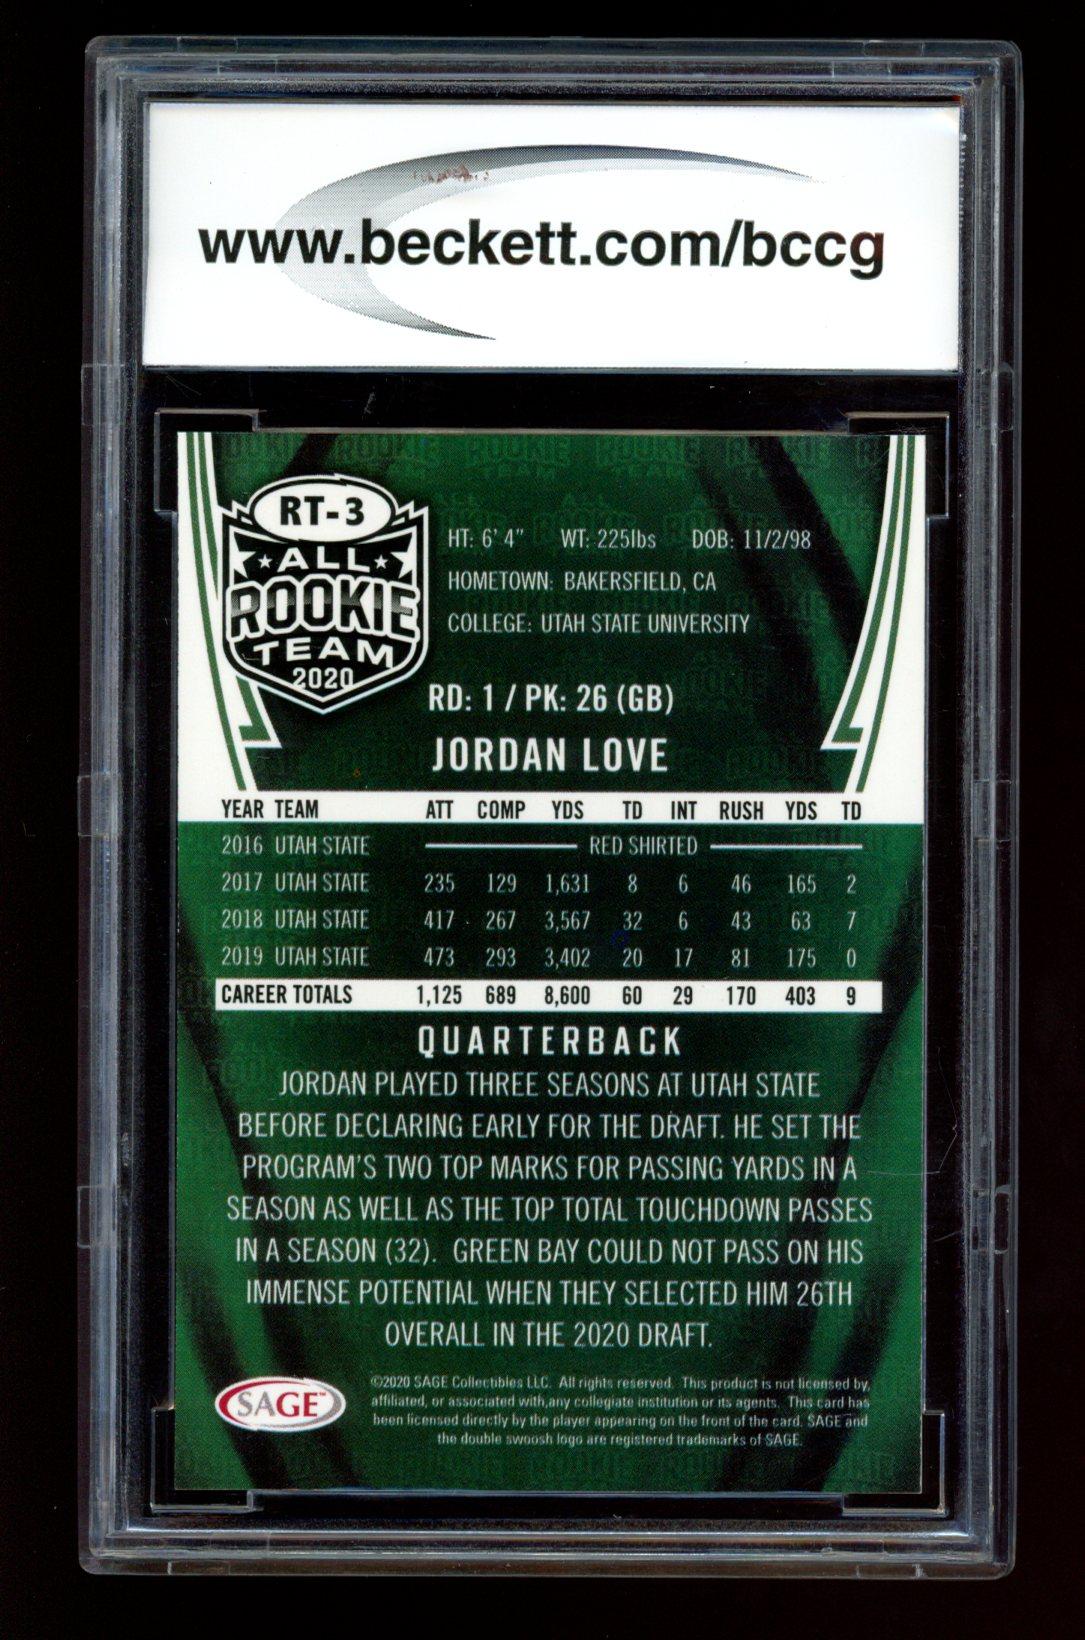 www.beckett.com/bccg
RT-3
ALL
ROOKIE
TEAM
2020
HT: 6' 4" WT: 225lbs DOB: 11/2/98
HOMETOWN: BAKERSFIELD, CA
COLLEGE: UTAH STATE UNIVERSITY
RD: 1 / PK: 26 (GB)
JORDAN LOVE
YEAR TEAM ATT COMP YDS TD INT RUSH YDS TD
2016 UTAH STATE RED SHIRTED
2017 UTAH STATE 235 129 1,631 8 6 46 165 2
2018 UTAH STATE 417 267 3,567 32 6 43 63 7
2019 UTAH STATE 473 293 3,402 20 17 81 175 0
CAREER TOTALS 1,125 689 8,600 60 29 170 403 9
QUARTERBACK
JORDAN PLAYED THREE SEASONS AT UTAH STATE
BEFORE DECLARING EARLY FOR THE DRAFT. HE SET THE
PROGRAM'S TWO TOP MARKS FOR PASSING YARDS IN A
SEASON AS WELL AS THE TOP TOTAL TOUCHDOWN PASSES
IN A SEASON (32). GREEN BAY COULD NOT PASS ON HIS
IMMENSE POTENTIAL WHEN THEY SELECTED HIM 26TH
OVERALL IN THE 2020 DRAFT.
SAGE™
©2020 SAGE Collectibles LLC. All rights reserved. This product is not licensed by,
affiliated, or associated with,any collegiate institution or its agents. This card has
been licensed directly by the player appearing on the front of the card. SAGE and
the double swoosh logo are registered trademarks of SAGE.